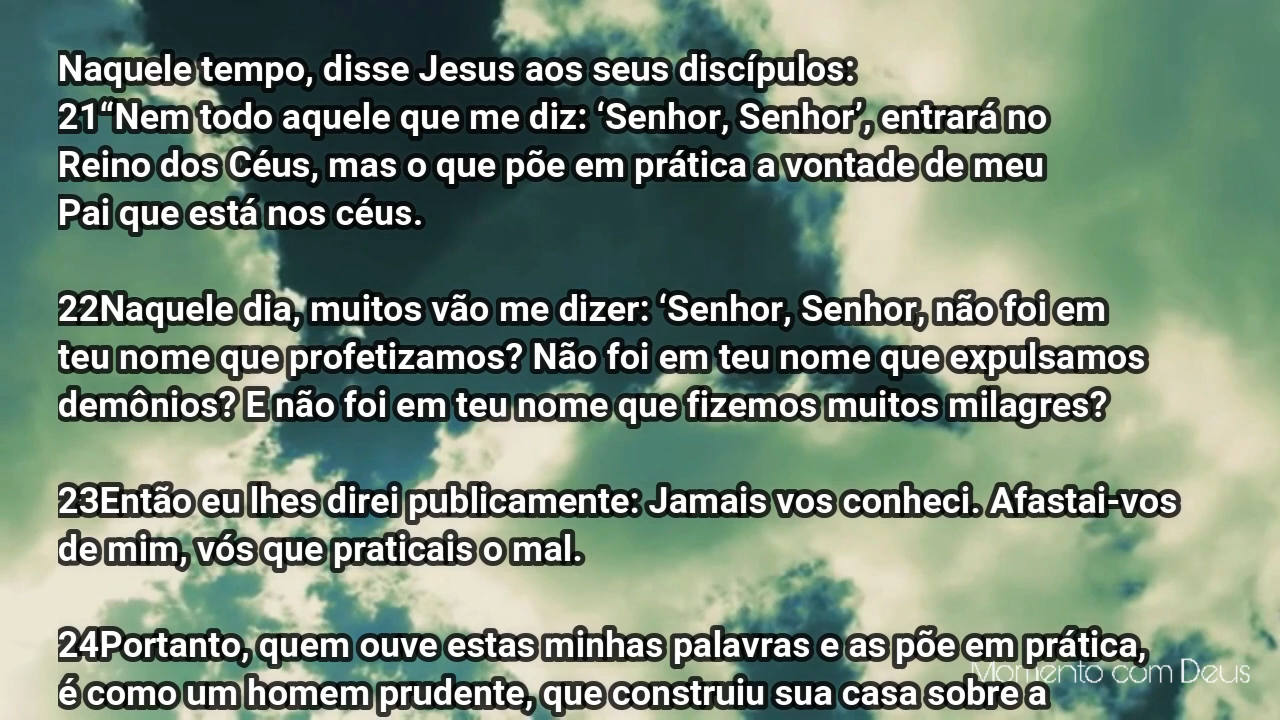 Naquele tempo, disse Jesus aos seus discípulos:
21“Nem todo aquele que me diz: ‘Senhor, Senhor’, entrará no
Reino dos Céus, mas o que põe em prática a vontade de meu
Pai que está nos céus.
22Naquele dia, muitos vão me dizer: ‘Senhor, Senhor, não foi em
teu nome que profetizamos? Não foi em teu nome que expulsamos
demônios? E não foi em teu nome que fizemos muitos milagres?
23Então eu lhes direi publicamente: Jamais vos conheci. Afastai-vos
de mim, vós que praticais o mal.
24Portanto, quem ouve estas minhas palavras e as põe em prática,
é como um homem prudente, que construiu sua casa sobre a
Momento com Deus